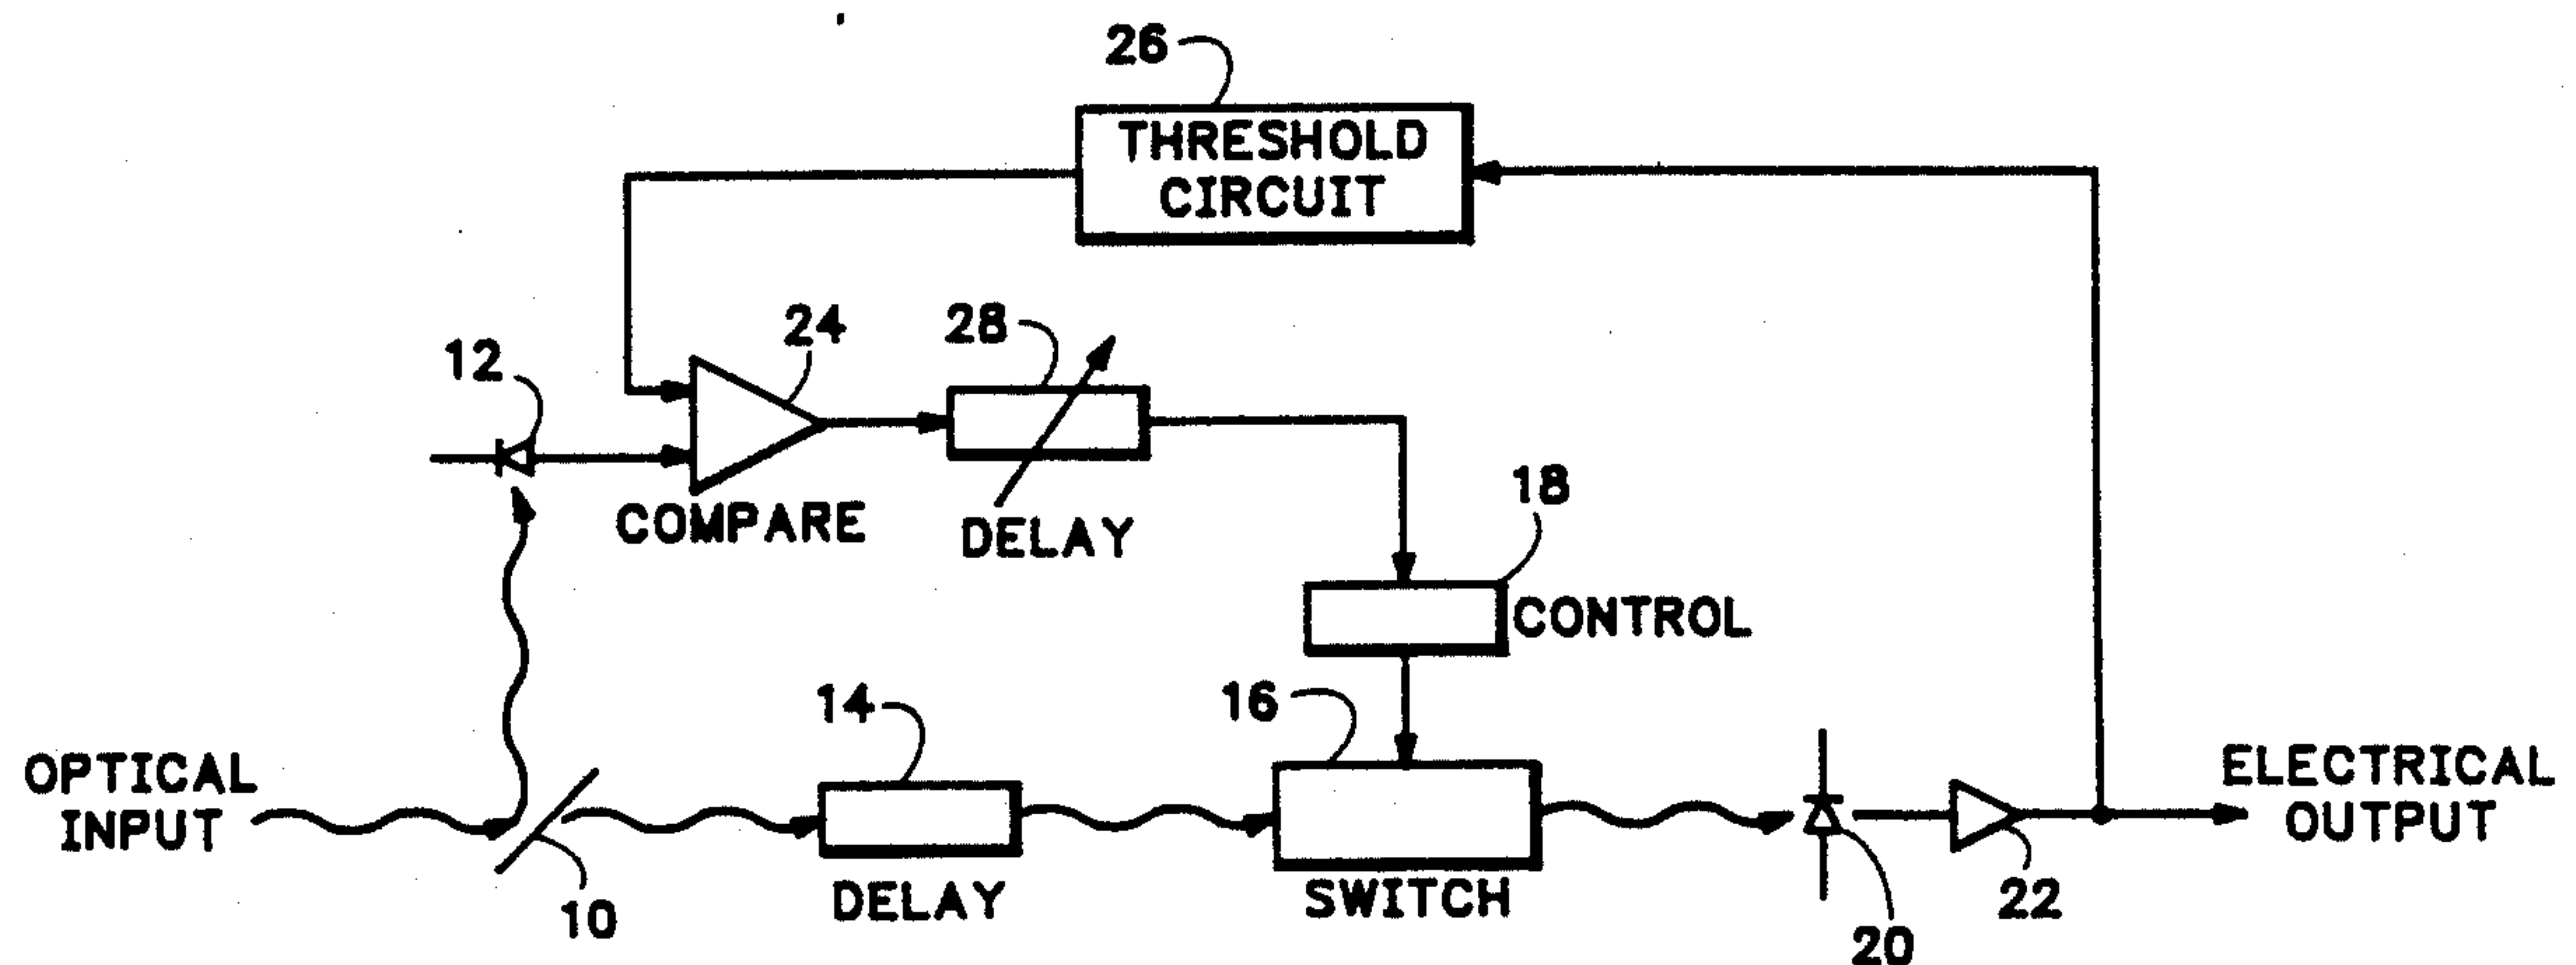 26
THRESHOLD
CIRCUIT
12
24
28
COMPARE
DELAY
18
CONTROL
14
16
OPTICAL
INPUT
10
DELAY
SWITCH
20
22
ELECTRICAL
OUTPUT